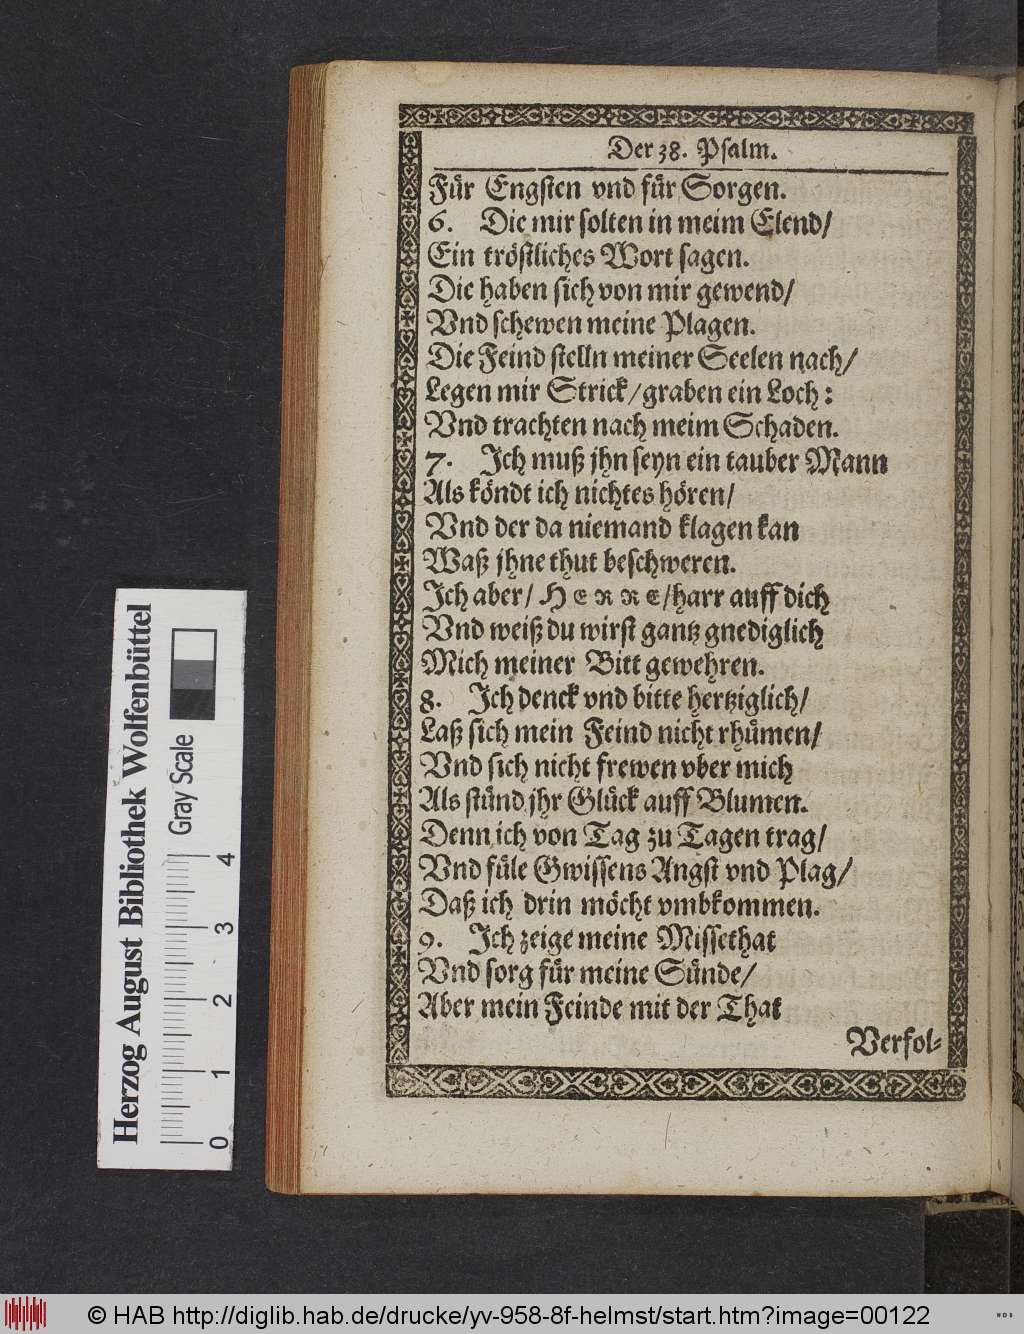 Der 38. Psalm.
Für Engsten vnd für Sorgen.
6. Die mir solten in meim Elend/
Ein tröstliches Wort sagen.
Die haben sich von mir gewend/
Vnd schewen meine Plagen.
Die Feind stelln meiner Seelen nach/
Legen mir Strick/graben ein Loch:
Vnd trachten nach meim Schaden.
7. Ich muß jhn seyn ein tauber Mann
Als köndt ich nichtes hören/
Vnd der da niemand klagen kan
Waß jhne thut beschweren.
Ich aber/ HERRE/harr auff dich
Vnd weiß du wirst gantz gnediglich
Mich meiner Bitt gewehren.
8. Ich denck vnd bitte hertziglich/
Laß sich mein Feind nicht rhümen/
Vnd sich nicht frewen vber mich
Als stünd jhr Glück auff Blumen.
Denn ich von Tag zu Tagen trag/
Vnd füle Gwissens Angst vnd Plag/
Daß ich drin möcht vmbkommen.
9. Ich zeige meine Missethat
Vnd sorg für meine Sünde/
Aber mein Feinde mit der That
Verfol-
Herzog August Bibliothek Wolfenbüttel
Gray Scale
0 1 2 3 4
© HAB http://diglib.hab.de/drucke/yv-958-8f-helmst/start.htm?image=00122